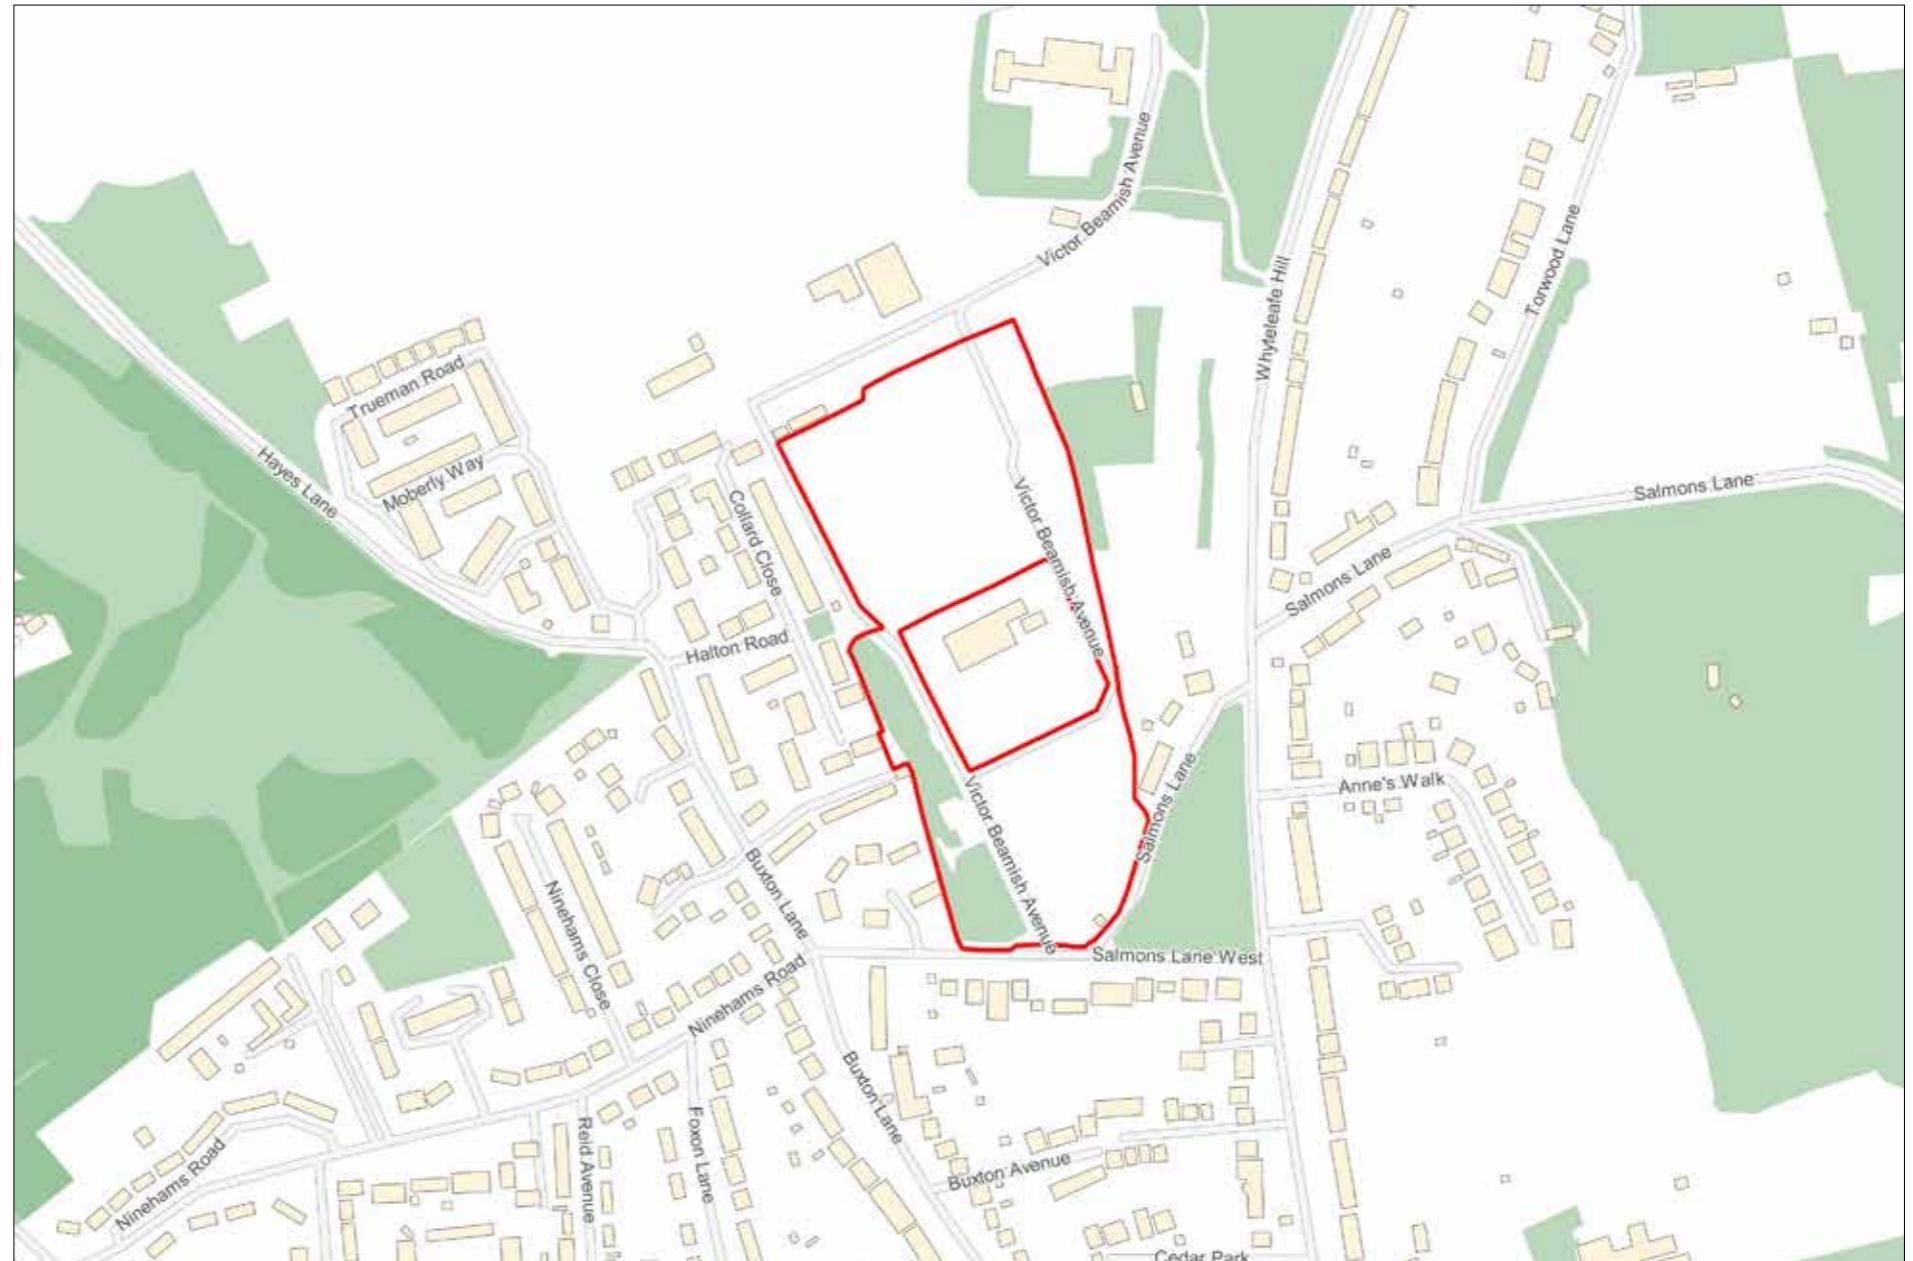 Victor Beamish Avenue
Whyteleafe Hill
Torwood Lane
Trueman Road
Moberly Way
Hayes Lane
Collard Close
Victor Beamish Avenue
Salmons Lane
Salmons Lane
Halton Road
Salmons Lane
Anne's Walk
Victor Beamish Avenue
Buxton Lane
Ninehams Close
Salmons Lane West
Ninehams Road
Buxton Lane
Foxon Lane
Reid Avenue
Buxton Avenue
Ninehams Road
Cedar Park